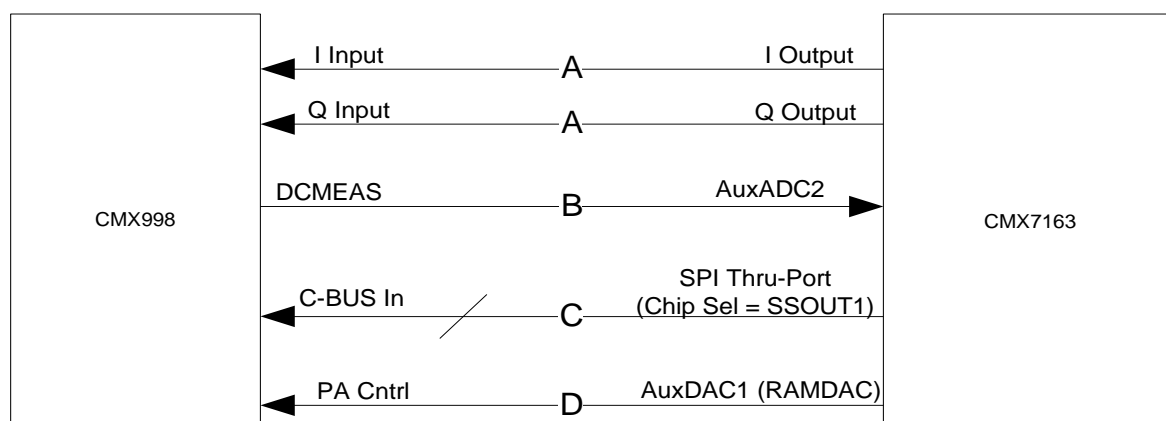 I Input A I Output
Q Input A Q Output
DCMEAS B AuxADC2
CMX998 CMX7163
SPI Thru-Port
C-BUS In C (Chip Sel = SSOUT1)
PA Cntrl D AuxDAC1 (RAMDAC)